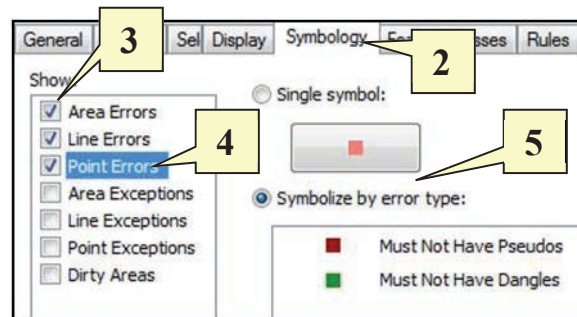 General Sel Display Symbology Rules
3
2
Show
Single symbol:
Area Errors
Line Errors
Point Errors
4
5
Area Exceptions
Symbolize by error type:
Line Exceptions
Point Exceptions
Must Not Have Pseudos
Dirty Areas
Must Not Have Dangles